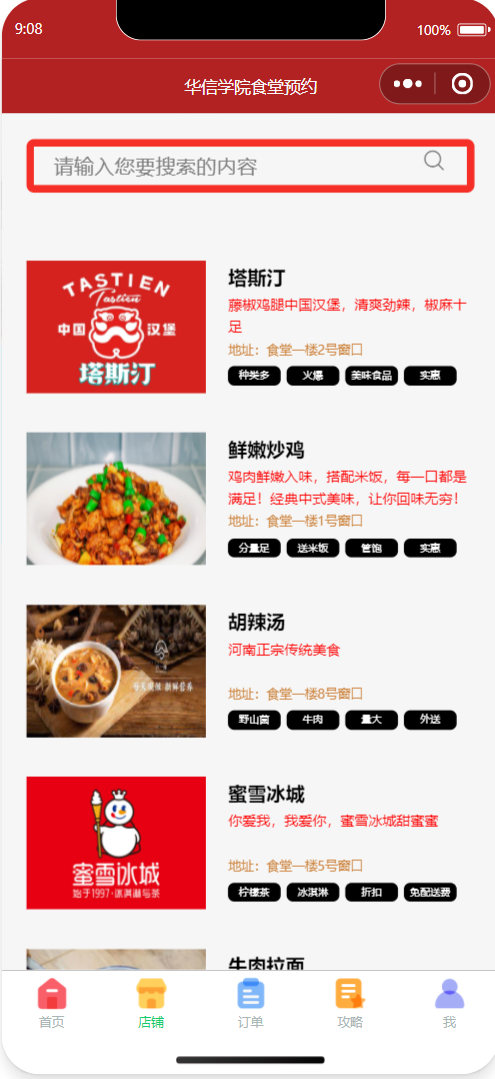 9:08
100%
华信学院食堂预约
请输入您要搜索的内容
TASTIEN
Tastien
中国
汉堡
塔斯汀
塔斯汀
藤椒鸡腿中国汉堡，清爽劲辣，椒麻十
足
地址：食堂一楼2号窗口
种类多 火爆 美味食品 实惠
鲜嫩炒鸡
鸡肉鲜嫩入味，搭配米饭，每一口都是
满足！经典中式美味，让你回味无穷！
地址：食堂一楼1号窗口
分量足 送米饭 管饱 实惠
胡辣汤
河南正宗传统美食
地址：食堂一楼8号窗口
野山菌 牛肉 量大 外送
蜜雪冰城
始于1997·冰淇淋与茶
蜜雪冰城
你爱我，我爱你，蜜雪冰城甜蜜蜜
地址：食堂一楼5号窗口
柠檬茶 冰淇淋 折扣 免配送费
牛肉拉面
首页 店铺 订单 攻略 我